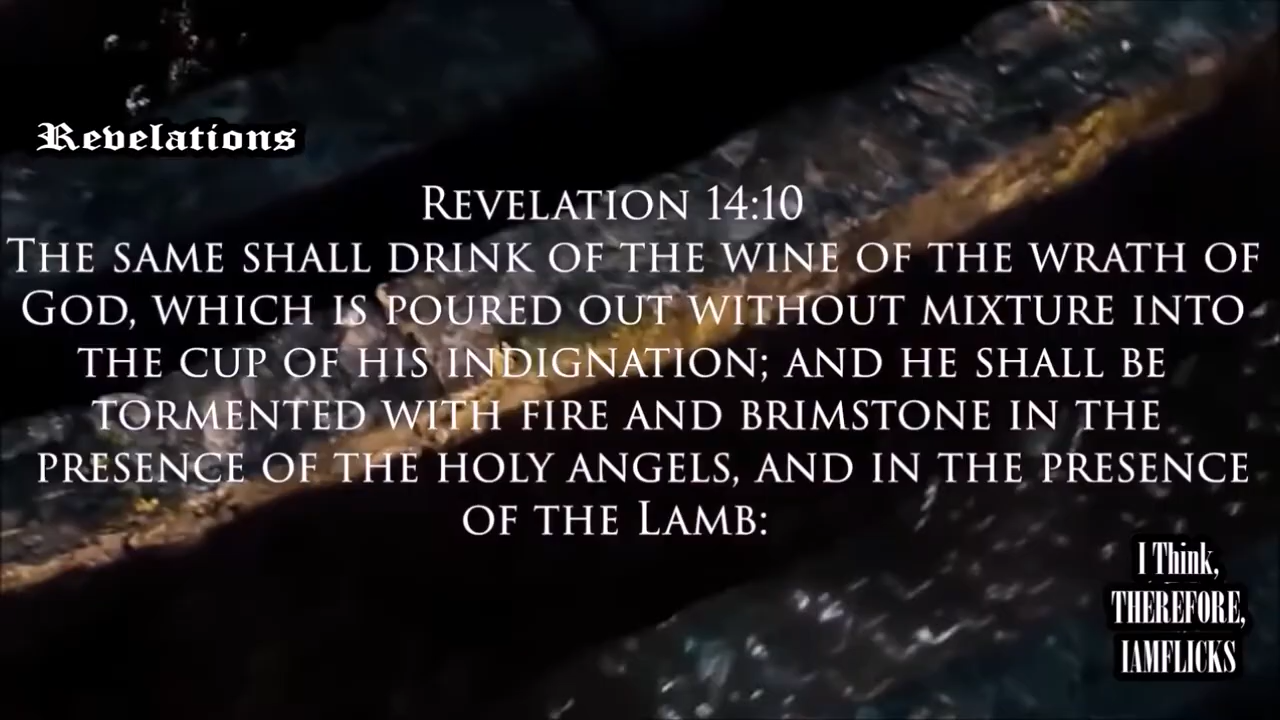 Revelations
Revelation 14:10
The same shall drink of the wine of the wrath of
God, which is poured out without mixture into
the cup of his indignation; and he shall be
tormented with fire and brimstone in the
presence of the holy angels, and in the presence
of the Lamb:
I Think,
THEREFORE,
IAMFLICKS